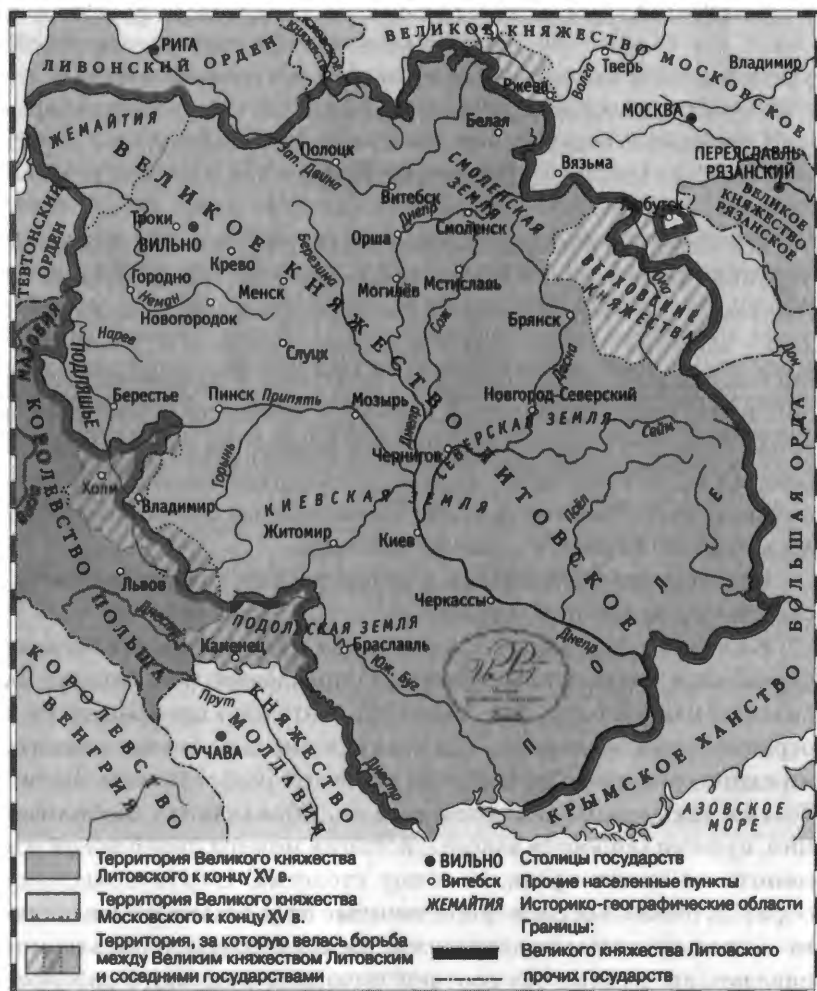 РИГА
ЛИВОНСКИЙ ОРДЕН
КНЯЖЕСТВО
ВЕЛИКОЕ КНЯЖЕСТВО МОСКОВСКОЕ
Тверь
Владимир
Ржева
Волга
МОСКВА
ЖЕМАЙТИЯ
Белая
Полоцк
Зап. Двина
Вязьма
ПЕРЕЯСЛАВЛЬ-
РЯЗАНСКИЙ
ВЕЛИКОЕ
КНЯЖЕСТВО
РЯЗАНСКОЕ
ВЕЛИКОЕ КНЯЖЕСТВО ЛИТОВСКОЕ
СМОЛЕНСКАЯ
ЗЕМЛЯ
Витебск
Днепр
Смоленск
Любутск
ТЕВТОНСКИЙ
ОРДЕН
Троки
ВИЛЬНО
Крево
Березина
Орша
Ока
ВЕРХОВСКИЕ
КНЯЖЕСТВА
Городно
Неман
Менск
Могилёв
Мстиславь
Новогородок
Сож
Брянск
МАЗОВИЯ
Нарев
Слуцк
Десна
Дон
ПОДЛЯШЬЕ
Берестье
Пинск
Припять
Мозырь
Новгород-Северский
Днепр
СЕВЕРСКАЯ ЗЕМЛЯ
Сейм
Чернигов
КОРОЛЕВСТВО ПОЛЬША
Холм
Владимир
Горынь
КИЕВСКАЯ ЗЕМЛЯ
Псёл
БОЛЬШАЯ ОРДА
Житомир
Киев
Львов
Черкассы
ПОЛЕ
Днестр
ПОДОЛЬСКАЯ ЗЕМЛЯ
Каменец
Браславль
Днепр
Юж. Буг
КОРОЛЕВСТВО
ВЕНГРИЯ
Прут
КНЯЖЕСТВО
МОЛДАВИЯ
СУЧАВА
Днестр
КРЫМСКОЕ ХАНСТВО
АЗОВСКОЕ
МОРЕ
Территория Великого княжества
Литовского к концу XV в.
Территория Великого княжества
Московского к концу XV в.
Территория, за которую велась борьба
между Великим княжеством Литовским
и соседними государствами
ВИЛЬНО Столицы государств
Витебск Прочие населенные пункты
ЖЕМАЙТИЯ Историко-географические области
Границы:
Великого княжества Литовского
прочих государств